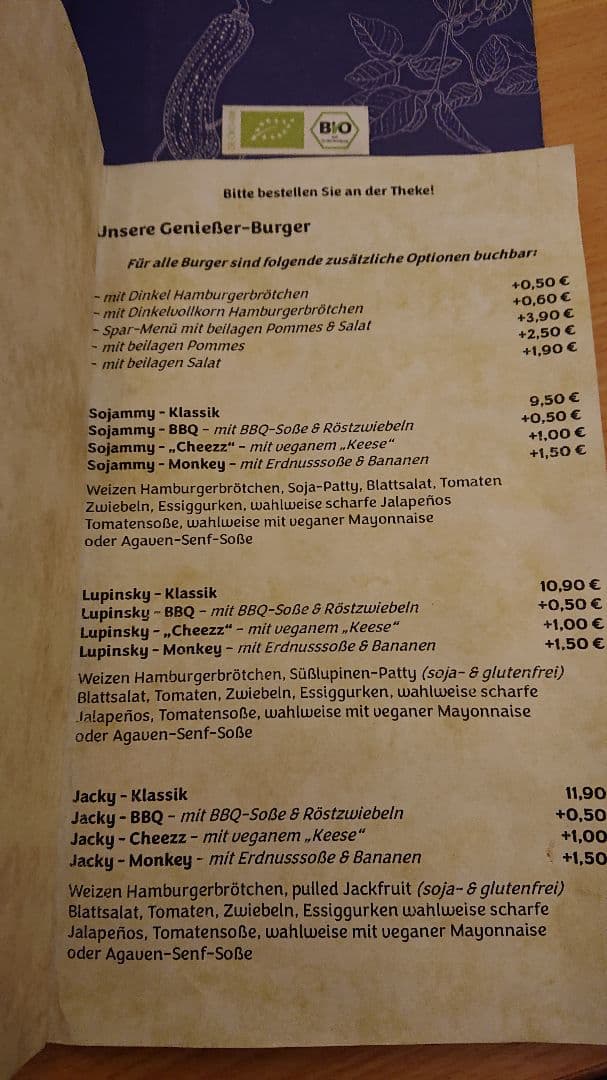 BIO
Bitte bestellen Sie an der Theke!
Unsere Genießer-Burger
Für alle Burger sind folgende zusätzliche Optionen buchbar:
- mit Dinkel Hamburgerbrötchen +0,50 €
- mit Dinkelvollkorn Hamburgerbrötchen +0,60 €
- Spar-Menü mit beilagen Pommes & Salat +3,90 €
- mit beilagen Pommes +2,50 €
- mit beilagen Salat +1,90 €
Sojammy - Klassik 9,50 €
Sojammy - BBQ - mit BBQ-Soße & Röstzwiebeln +0,50 €
Sojammy - „Cheezz“ - mit veganem „Keese“ +1,00 €
Sojammy - Monkey - mit Erdnusssoße & Bananen +1,50 €
Weizen Hamburgerbrötchen, Soja-Patty, Blattsalat, Tomaten
Zwiebeln, Essiggurken, wahlweise scharfe Jalapeños
Tomatensoße, wahlweise mit veganer Mayonnaise
oder Agaven-Senf-Soße
Lupinsky - Klassik 10,90 €
Lupinsky - BBQ - mit BBQ-Soße & Röstzwiebeln +0,50 €
Lupinsky - „Cheezz“ - mit veganem „Keese“ +1,00 €
Lupinsky - Monkey - mit Erdnusssoße & Bananen +1,50 €
Weizen Hamburgerbrötchen, Süßlupinen-Patty (soja- & glutenfrei)
Blattsalat, Tomaten, Zwiebeln, Essiggurken, wahlweise scharfe
Jalapeños, Tomatensoße, wahlweise mit veganer Mayonnaise
oder Agaven-Senf-Soße
Jacky - Klassik 11,90
Jacky - BBQ - mit BBQ-Soße & Röstzwiebeln +0,50
Jacky - Cheezz - mit veganem „Keese“ +1,00
Jacky - Monkey - mit Erdnusssoße & Bananen +1,50
Weizen Hamburgerbrötchen, pulled Jackfruit (soja- & glutenfrei)
Blattsalat, Tomaten, Zwiebeln, Essiggurken wahlweise scharfe
Jalapeños, Tomatensoße, wahlweise mit veganer Mayonnaise
oder Agaven-Senf-Soße